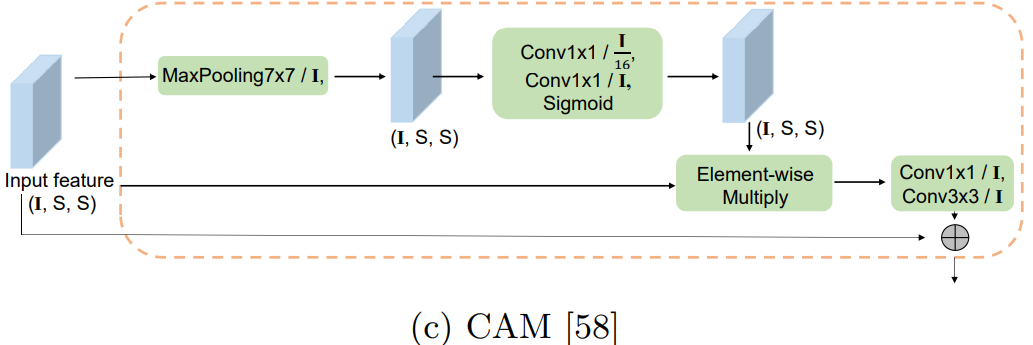 MaxPooling7x7 / I,
(I, S, S)
Conv1x1 / I/16,
Conv1x1 / I,
Sigmoid
(I, S, S)
Input feature
(I, S, S)
Element-wise
Multiply
Conv1x1 / I,
Conv3x3 / I
(c) CAM [58]